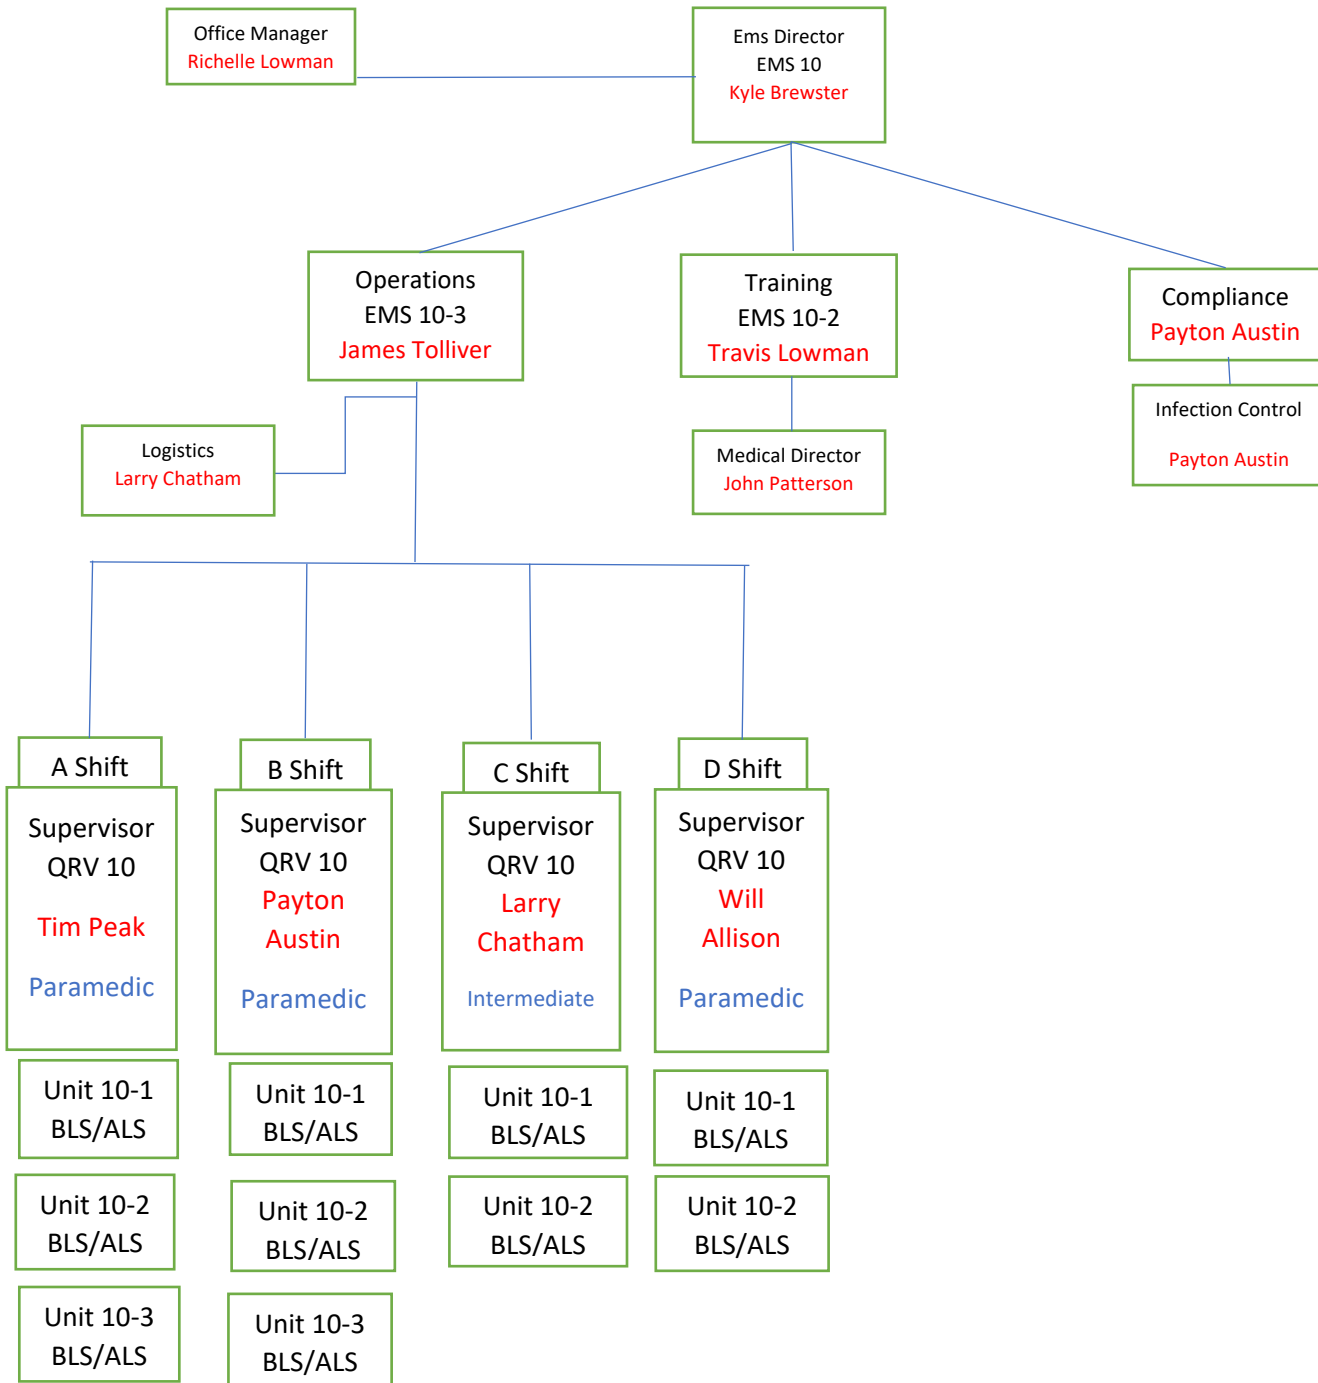 Office Manager
Richelle Lowman
Ems Director
EMS 10
Kyle Brewster
Operations
EMS 10-3
James Tolliver
Training
EMS 10-2
Travis Lowman
Compliance
Payton Austin
Infection Control
Payton Austin
Logistics
Larry Chatham
Medical Director
John Patterson
A Shift
Supervisor
QRV 10
Tim Peak
Paramedic
Unit 10-1
BLS/ALS
Unit 10-2
BLS/ALS
Unit 10-3
BLS/ALS
B Shift
Supervisor
QRV 10
Payton
Austin
Paramedic
Unit 10-1
BLS/ALS
Unit 10-2
BLS/ALS
Unit 10-3
BLS/ALS
C Shift
Supervisor
QRV 10
Larry
Chatham
Intermediate
Unit 10-1
BLS/ALS
Unit 10-2
BLS/ALS
D Shift
Supervisor
QRV 10
Will
Allison
Paramedic
Unit 10-1
BLS/ALS
Unit 10-2
BLS/ALS